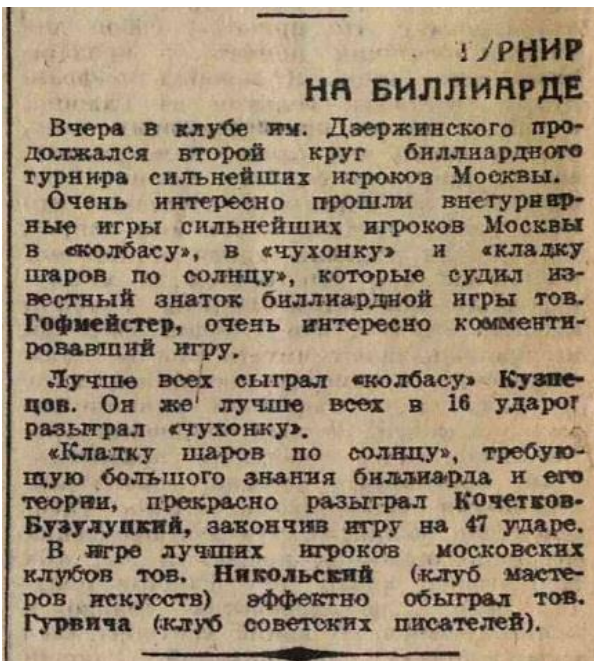 ТУРНИР
НА БИЛЛИАРДЕ
Вчера в клубе им. Дзержинского про-
должался второй круг биллиардного
турнира сильнейших игроков Москвы.
Очень интересно прошли внетурнир-
ные игры сильнейших игроков Москвы
в «колбасу», в «чухонку» и «кладку
шаров по солнцу», которые судил из-
вестный знаток биллиардной игры тов.
Гофмейстер, очень интересно комменти-
ровавший игру.
Лучше всех сыграл «колбасу» Кузне-
цов. Он же лучше всех в 16 ударов
разыграл «чухонку».
«Кладку шаров по солнцу», требую-
щую большого знания биллиарда и его
теории, прекрасно разыграл Кочетков-
Бузулуцкий, закончив игру на 47 ударе.
В игре лучших игроков московских
клубов тов. Никольский (клуб масте-
ров искусств) эффектно обыграл тов.
Гурвича (клуб советских писателей).